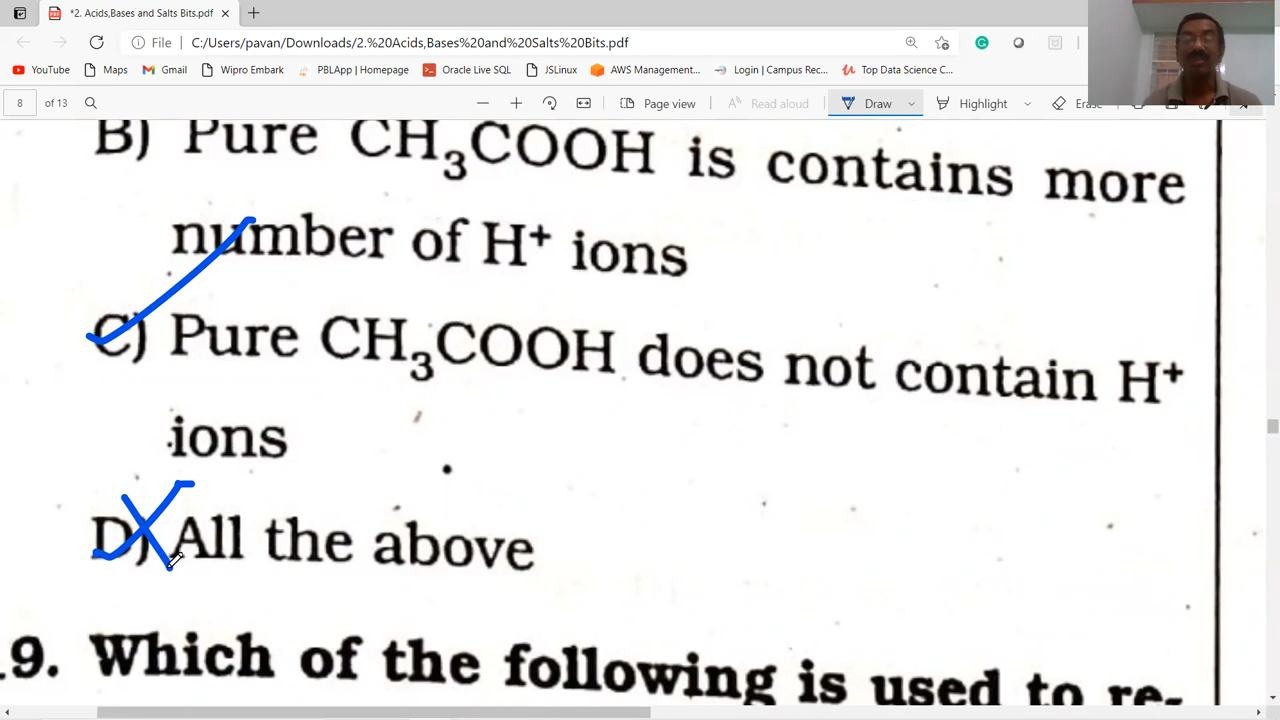 *2. Acids,Bases and Salts Bits.pdf
File C:/Users/pavan/Downloads/2.%20Acids,Bases%20and%20Salts%20Bits.pdf
YouTube Maps Gmail Wipro Embark PBLApp | Homepage Oracle Live SQL JSLinux AWS Management... Login | Campus Rec... Top Data Science C...
8 of 13 Page view Read aloud Draw Highlight Erase
B) Pure CH₃COOH is contains more
number of H⁺ ions
C) Pure CH₃COOH does not contain H⁺
ions
D) All the above
9. Which of the following is used to re-